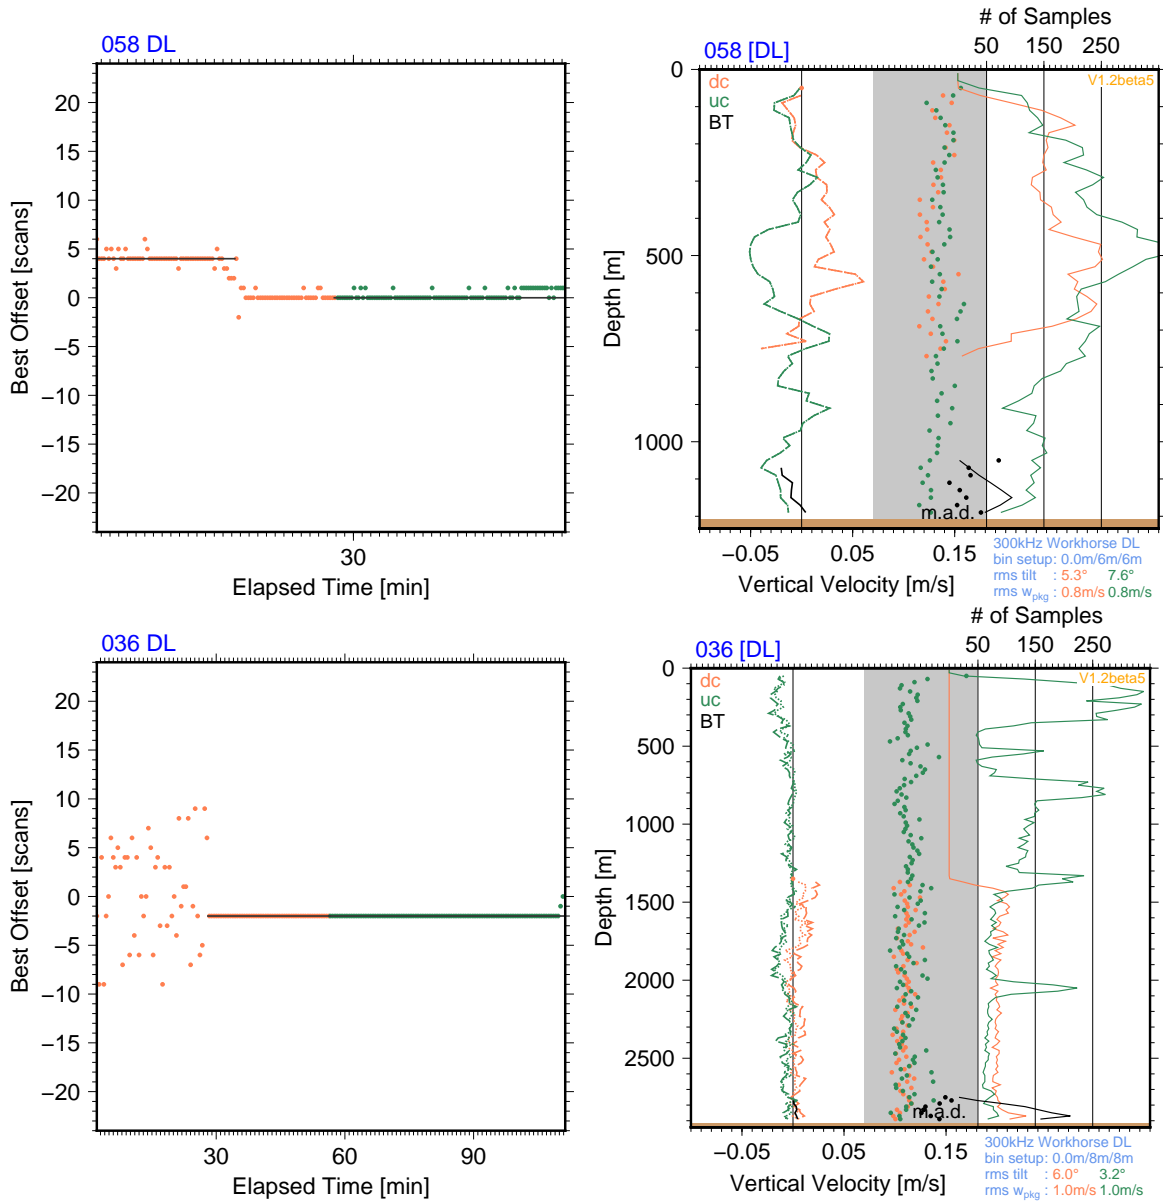 058 DL
20
15
10
5
0
−5
−10
−15
−20
Best Offset [scans]
30
Elapsed Time [min]
# of Samples
50 150 250
058 [DL]
V1.2beta5
dc
uc
BT
0
500
1000
Depth [m]
m.a.d.
−0.05 0.05 0.15
Vertical Velocity [m/s]
300kHz Workhorse DL
bin setup: 0.0m/6m/6m
rms tilt : 5.3° 7.6°
rms wpkg : 0.8m/s 0.8m/s
036 DL
20
15
10
5
0
−5
−10
−15
−20
Best Offset [scans]
30 60 90
Elapsed Time [min]
# of Samples
50 150 250
036 [DL]
V1.2beta5
dc
uc
BT
0
500
1000
1500
2000
2500
Depth [m]
m.a.d.
−0.05 0.05 0.15
Vertical Velocity [m/s]
300kHz Workhorse DL
bin setup: 0.0m/8m/8m
rms tilt : 6.0° 3.2°
rms wpkg : 1.0m/s 1.0m/s